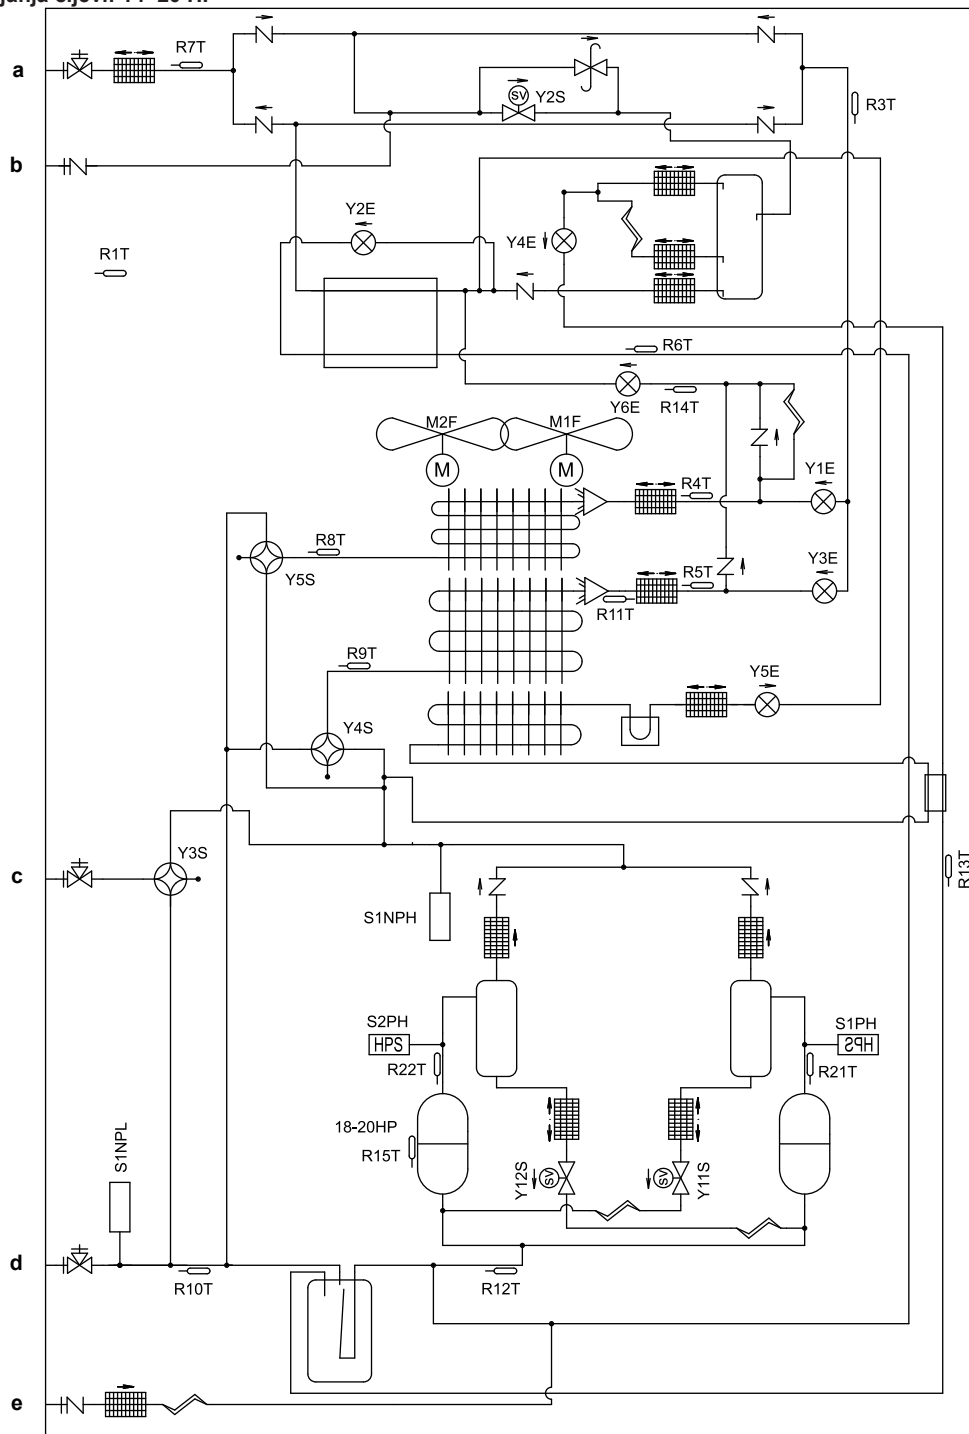 a
R7T
SV
Y2S
R3T
b
Y2E
Y4E
R1T
R6T
Y6E
R14T
M2F
M1F
M
M
Y1E
R4T
R8T
Y5S
Y3E
R5T
R11T
R9T
Y5E
Y4S
Y3S
c
R13T
S1NPH
S2PH
HPS
R22T
S1PH
HPS
R21T
18-20HP
R15T
S1NPL
Y12S
SV
SV
Y11S
d
R10T
R12T
e